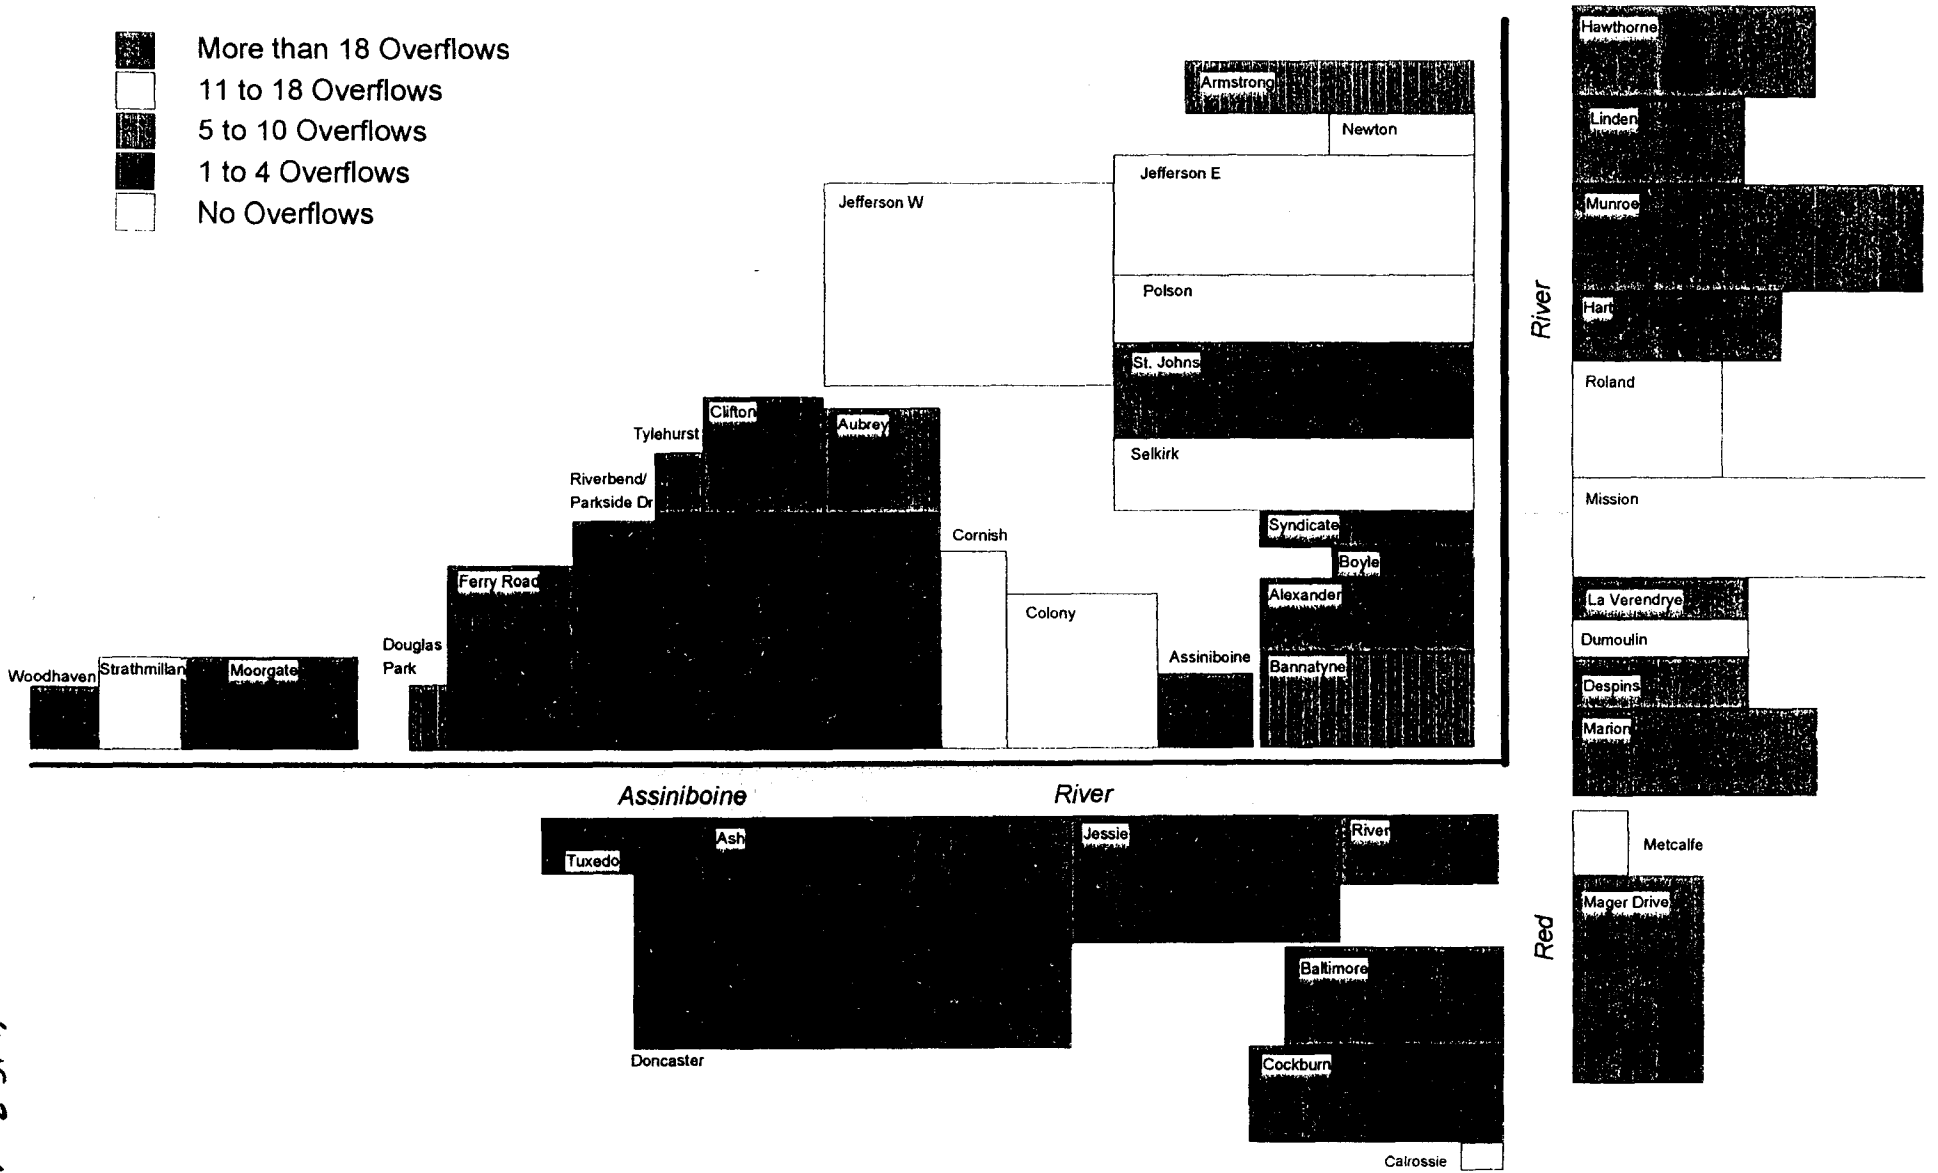 More than 18 Overflows
11 to 18 Overflows
5 to 10 Overflows
1 to 4 Overflows
No Overflows
Hawthorne
Armstrong
Linden
Newton
Jefferson E
Jefferson W
Munroe
Polson
River
Hart
St. Johns
Roland
Clifton
Aubrey
Tylehurst
Selkirk
Riverbend/
Parkside Dr
Mission
Syndicate
Cornish
Boyle
Ferry Road
Alexander
La Verendrye
Colony
Dumoulin
Douglas
Park
Assiniboine
Bannatyne
Woodhaven
Strathmillan
Moorgate
Despins
Marion
Assiniboine River
Ash
Jessie
River
Tuxedo
Metcalfe
Mager Drive
Red
Baltimore
Doncaster
Cockburn
Calrossie